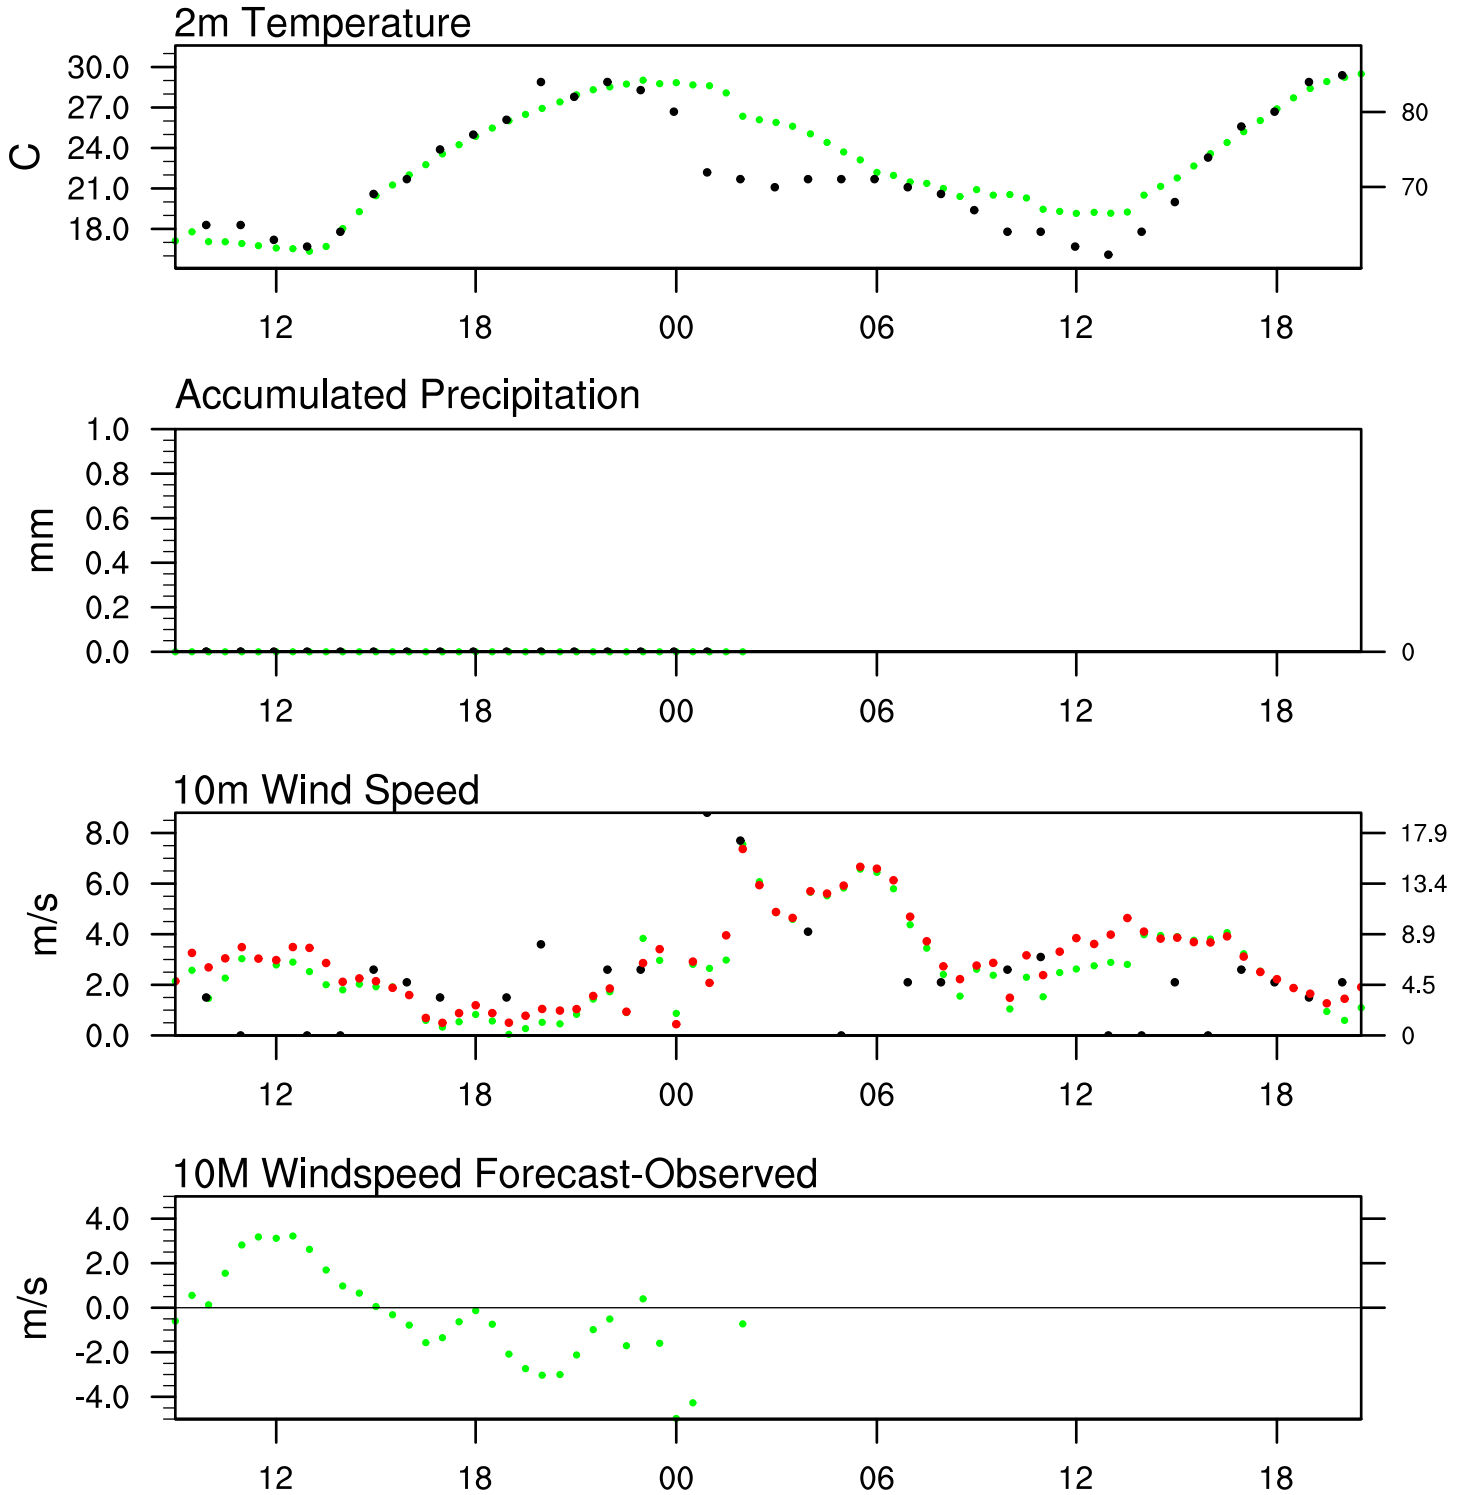 2m Temperature
30.0
27.0
24.0
21.0
18.0
C
80
70
12 18 00 06 12 18
Accumulated Precipitation
1.0
0.8
0.6
0.4
0.2
0.0
mm
0
12 18 00 06 12 18
10m Wind Speed
8.0
6.0
4.0
2.0
0.0
m/s
17.9
13.4
8.9
4.5
0
12 18 00 06 12 18
10M Windspeed Forecast-Observed
4.0
2.0
0.0
-2.0
-4.0
m/s
12 18 00 06 12 18